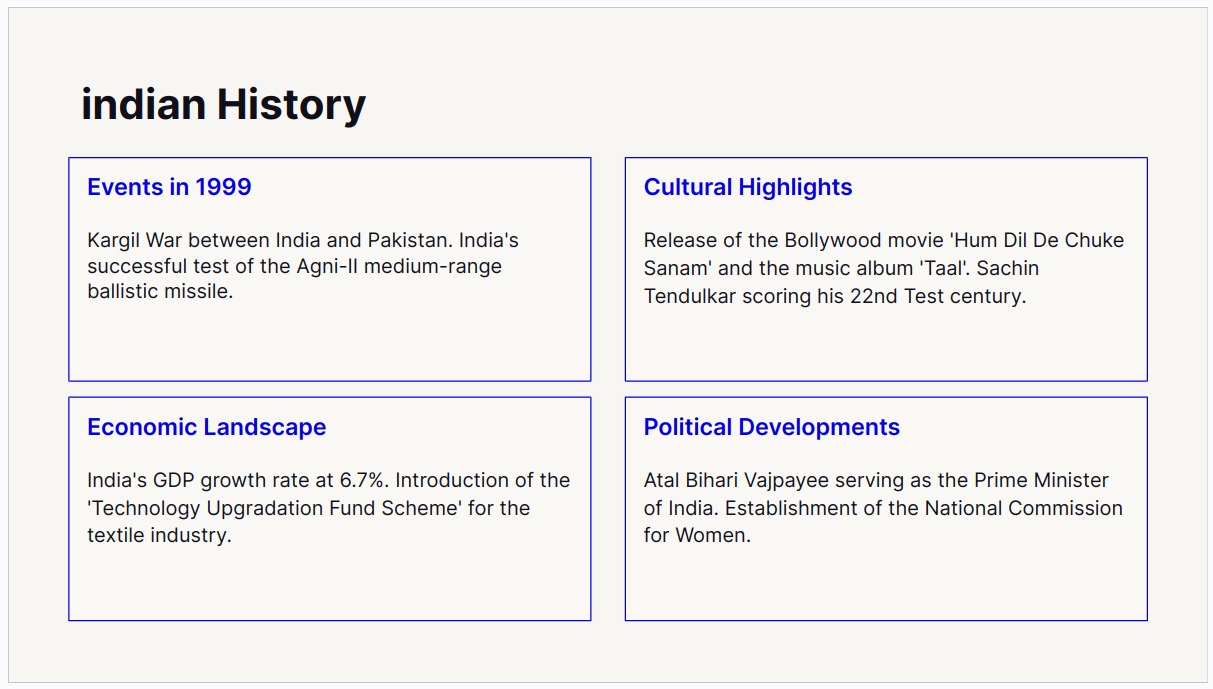 indian History
Events in 1999
Kargil War between India and Pakistan. India's
successful test of the Agni-II medium-range
ballistic missile.
Cultural Highlights
Release of the Bollywood movie 'Hum Dil De Chuke
Sanam' and the music album 'Taal'. Sachin
Tendulkar scoring his 22nd Test century.
Economic Landscape
India's GDP growth rate at 6.7%. Introduction of the
'Technology Upgradation Fund Scheme' for the
textile industry.
Political Developments
Atal Bihari Vajpayee serving as the Prime Minister
of India. Establishment of the National Commission
for Women.